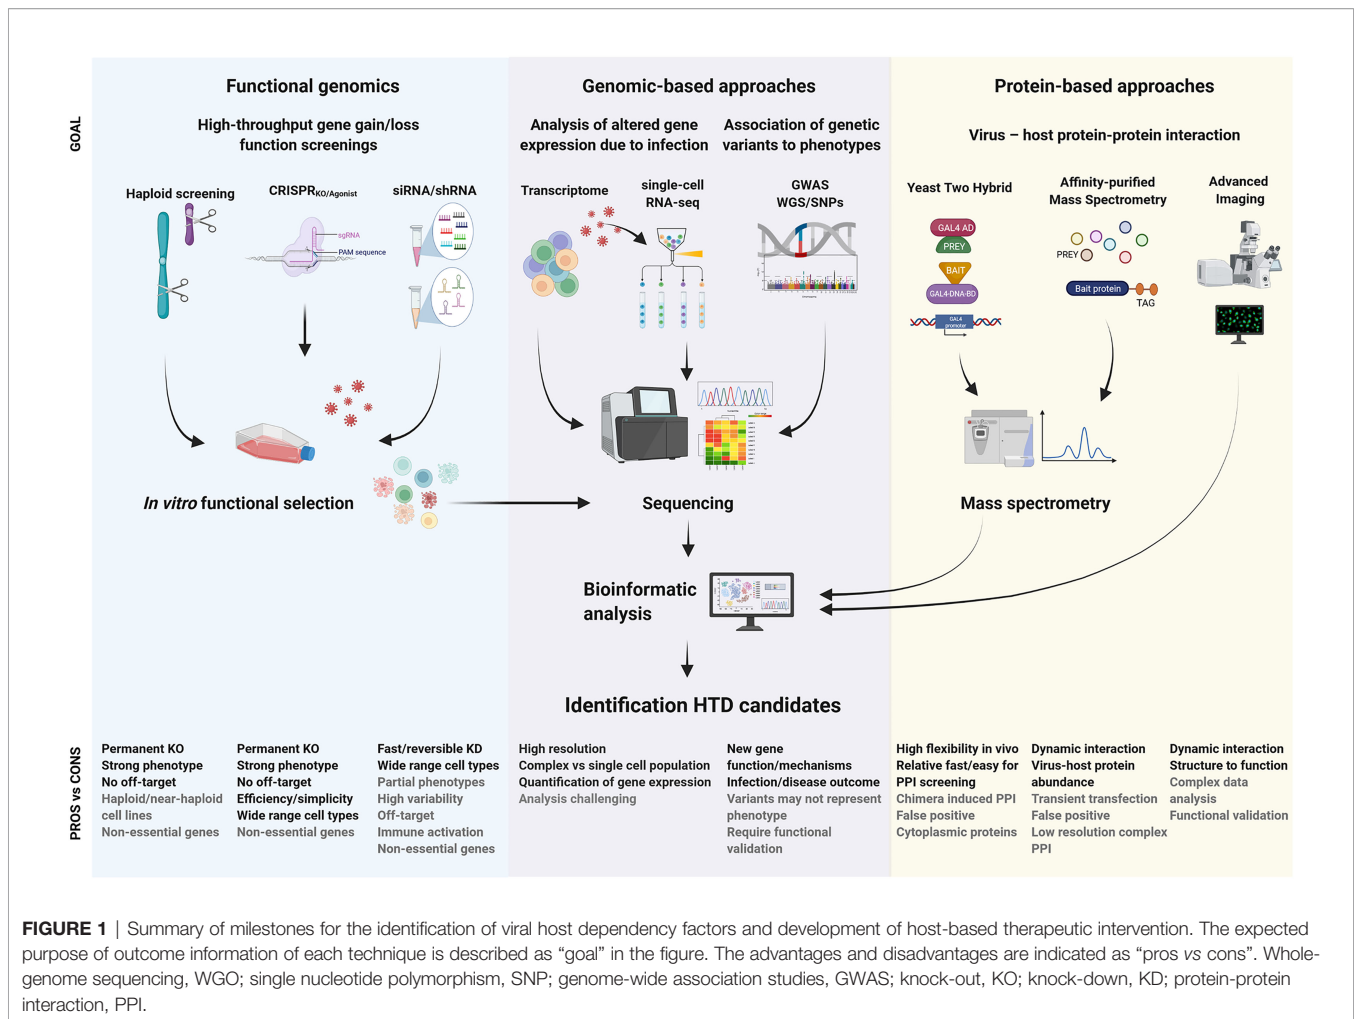 Functional genomics
Genomic-based approaches
Protein-based approaches
GOAL
High-throughput gene gain/loss
function screenings
Analysis of altered gene
expression due to infection
Association of genetic
variants to phenotypes
Virus – host protein-protein interaction
Haploid screening
CRISPRKO/Agonist
siRNA/shRNA
Transcriptome
single-cell
RNA-seq
GWAS
WGS/SNPs
Yeast Two Hybrid
Affinity-purified
Mass Spectrometry
Advanced
Imaging
sgRNA
PAM sequence
GAL4 AD
PREY
BAIT
GAL4-DNA-BD
GAL4
promoter
PREY
Bait protein
TAG
In vitro functional selection
Sequencing
Mass spectrometry
Bioinformatic
analysis
Identification HTD candidates
PROS vs CONS
Permanent KO
Strong phenotype
No off-target
Haploid/near-haploid
cell lines
Non-essential genes
Permanent KO
Strong phenotype
No off-target
Efficiency/simplicity
Wide range cell types
Non-essential genes
Fast/reversible KD
Wide range cell types
Partial phenotypes
High variability
Off-target
Immune activation
Non-essential genes
High resolution
Complex vs single cell population
Quantification of gene expression
Analysis challenging
New gene
function/mechanisms
Infection/disease outcome
Variants may not represent
phenotype
Require functional
validation
High flexibility in vivo
Relative fast/easy for
PPI screening
Chimera induced PPI
False positive
Cytoplasmic proteins
Dynamic interaction
Virus-host protein
abundance
Transient transfection
False positive
Low resolution complex
PPI
Dynamic interaction
Structure to function
Complex data
analysis
Functional validation
FIGURE 1 | Summary of milestones for the identification of viral host dependency factors and development of host-based therapeutic intervention. The expected
purpose of outcome information of each technique is described as “goal” in the figure. The advantages and disadvantages are indicated as “pros vs cons”. Whole-
genome sequencing, WGO; single nucleotide polymorphism, SNP; genome-wide association studies, GWAS; knock-out, KO; knock-down, KD; protein-protein
interaction, PPI.